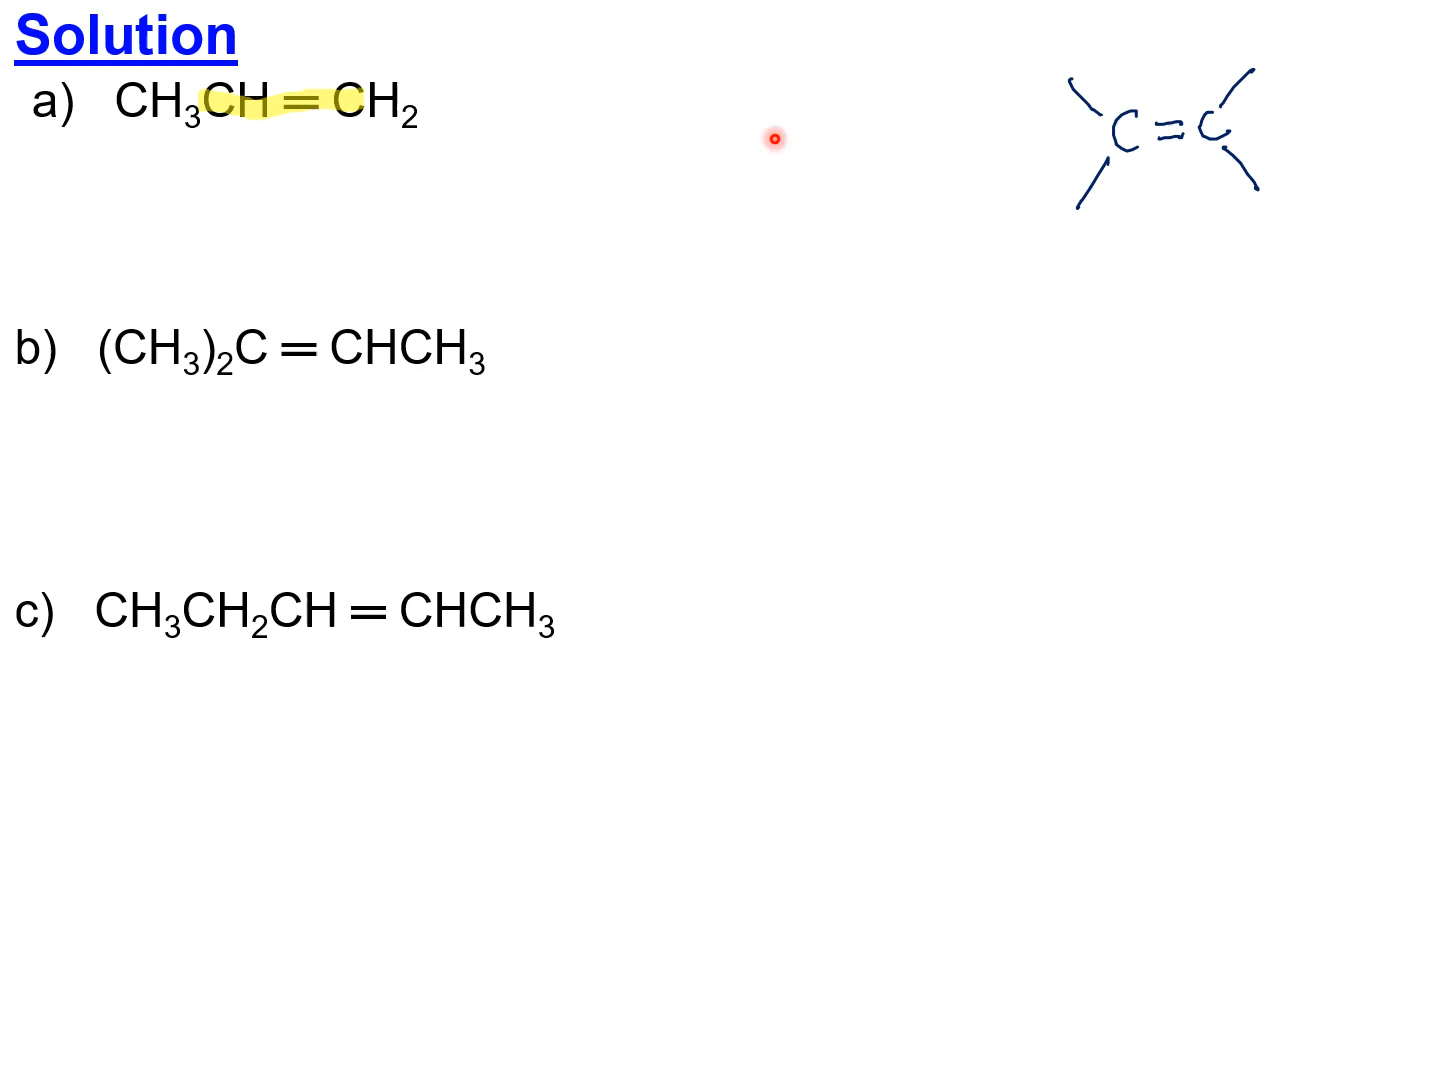 Solution
a) CH₃CH=CH₂
C=C
b) (CH₃)₂C=CHCH₃
c) CH₃CH₂CH=CHCH₃